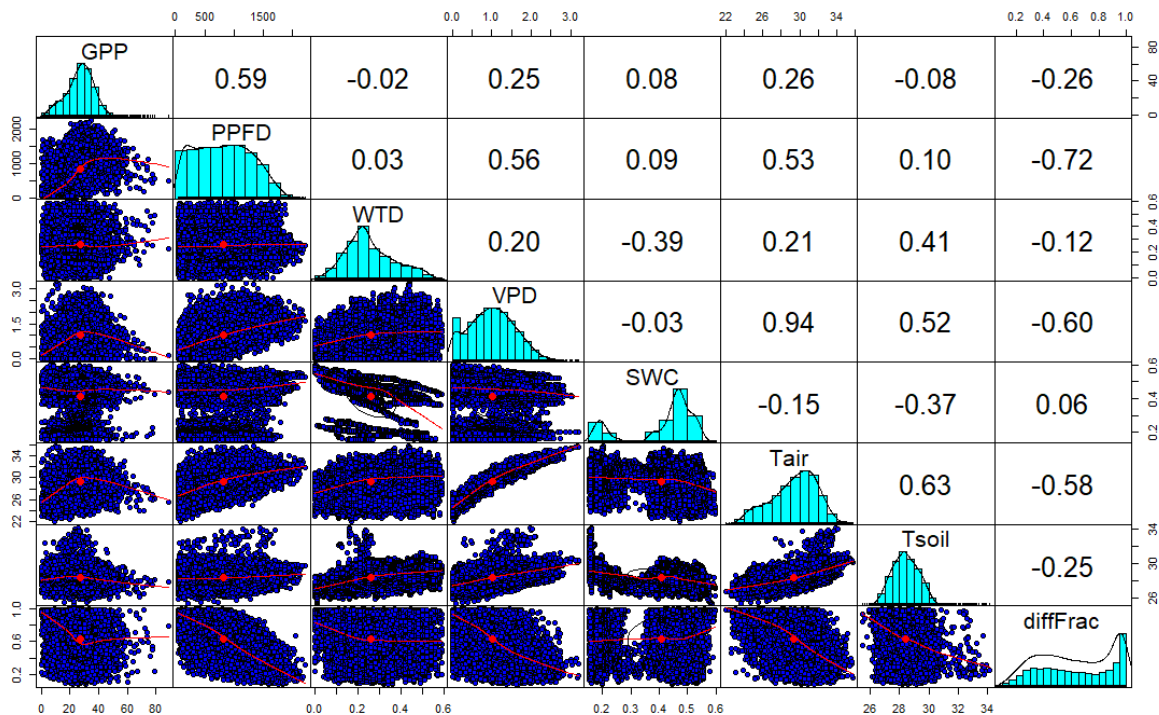 0 500 1500 0.0 1.0 2.0 3.0 22 26 30 34 0.2 0.4 0.6 0.8 1.0
GPP
0.59 -0.02 0.25 0.08 0.26 -0.08 -0.26
0 40 80
0 1000 2000
PPFD
0.03 0.56 0.09 0.53 0.10 -0.72
WTD
0.20 -0.39 0.21 0.41 -0.12
0.0 0.2 0.4 0.6
0.0 1.5 3.0
VPD
-0.03 0.94 0.52 -0.60
SWC
-0.15 -0.37 0.06
0.2 0.4 0.6
22 26 30 34
Tair
0.63 -0.58
Tsoil
-0.25
26 30 34
0.2 0.6 1.0
diffFrac
0 20 40 60 80 0.0 0.2 0.4 0.6 0.2 0.3 0.4 0.5 0.6 26 28 30 32 34